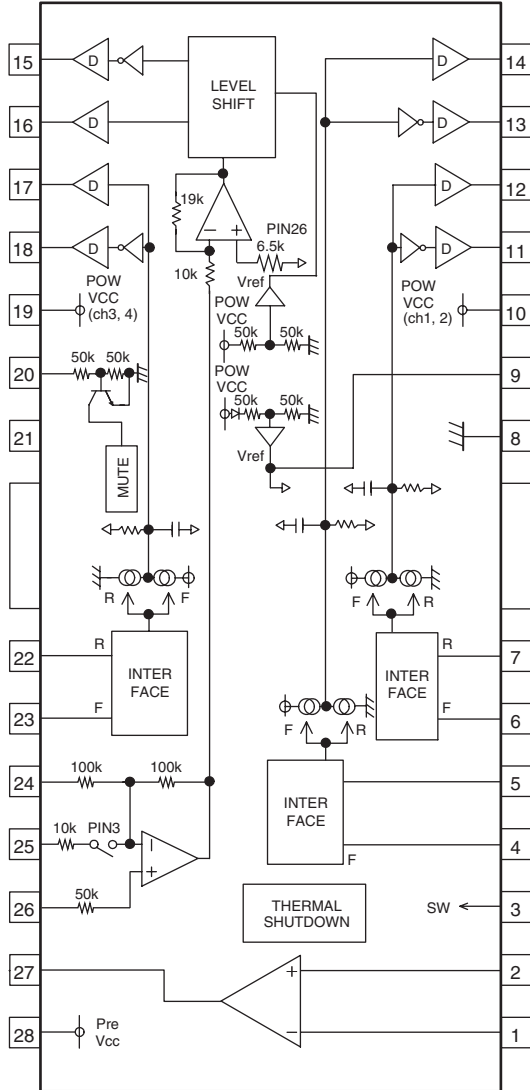 15
D
LEVEL
SHIFT
D
14
16
D
D
13
17
D
19k
− +
PIN26
6.5k
D
12
18
D
10k
Vref
D
11
POW
VCC
(ch3, 4)
19
POW
VCC
50k 50k
POW
VCC
(ch1, 2)
10
20
50k 50k
POW
VCC
50k 50k
9
21
MUTE
Vref
8
R F
F R
22
R
INTER
FACE
R
INTER
FACE
7
23
F
F
6
F R
24
100k 100k
5
INTER
FACE
25
10k PIN3
−
+
F
4
26
50k
THERMAL
SHUTDOWN
SW
3
27
+
2
28
Pre
Vcc
−
1